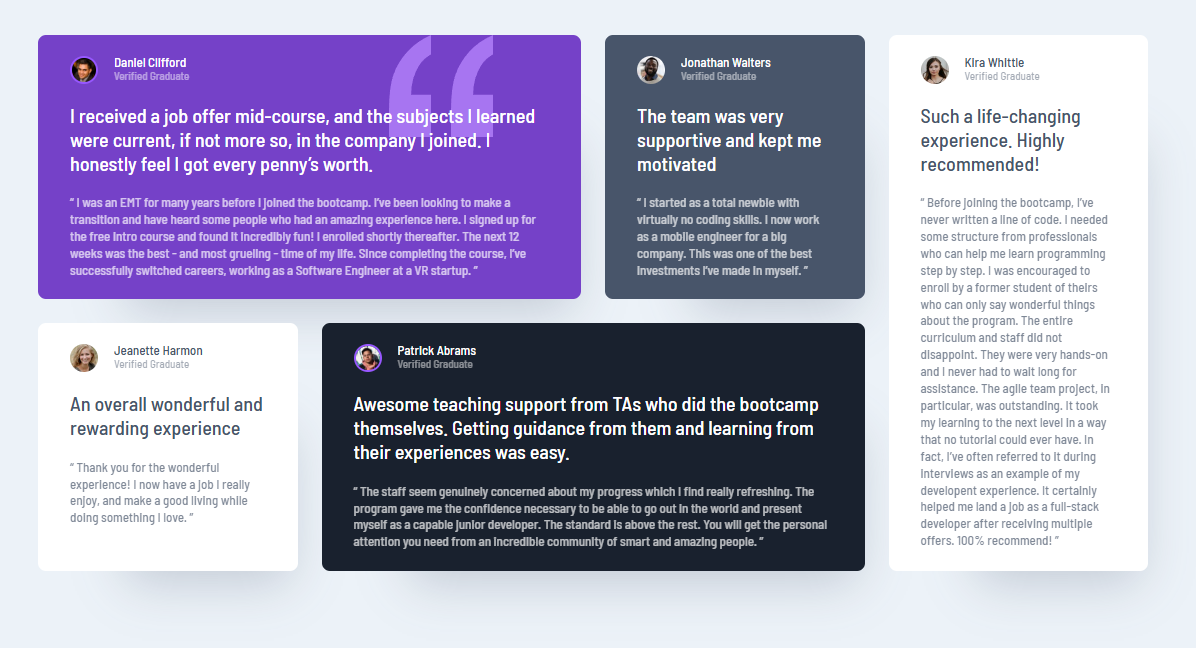 Daniel Clifford
Verified Graduate
I received a job offer mid-course, and the subjects I learned
were current, if not more so, in the company I joined. I
honestly feel I got every penny’s worth.
“ I was an EMT for many years before I joined the bootcamp. I’ve been looking to make a
transition and have heard some people who had an amazing experience here. I signed up for
the free intro course and found it incredibly fun! I enrolled shortly thereafter. The next 12
weeks was the best - and most grueling - time of my life. Since completing the course, I’ve
successfully switched careers, working as a Software Engineer at a VR startup. ”
Jonathan Walters
Verified Graduate
The team was very
supportive and kept me
motivated
“ I started as a total newbie with
virtually no coding skills. I now work
as a mobile engineer for a big
company. This was one of the best
investments I’ve made in myself. ”
Kira Whittle
Verified Graduate
Such a life-changing
experience. Highly
recommended!
“ Before joining the bootcamp, I’ve
never written a line of code. I needed
some structure from professionals
who can help me learn programming
step by step. I was encouraged to
enroll by a former student of theirs
who can only say wonderful things
about the program. The entire
curriculum and staff did not
disappoint. They were very hands-on
and I never had to wait long for
assistance. The agile team project, in
particular, was outstanding. It took
my learning to the next level in a way
that no tutorial could ever have. In
fact, I’ve often referred to it during
interviews as an example of my
developent experience. It certainly
helped me land a job as a full-stack
developer after receiving multiple
offers. 100% recommend! ”
Jeanette Harmon
Verified Graduate
An overall wonderful and
rewarding experience
“ Thank you for the wonderful
experience! I now have a job I really
enjoy, and make a good living while
doing something I love. ”
Patrick Abrams
Verified Graduate
Awesome teaching support from TAs who did the bootcamp
themselves. Getting guidance from them and learning from
their experiences was easy.
“ The staff seem genuinely concerned about my progress which I find really refreshing. The
program gave me the confidence necessary to be able to go out in the world and present
myself as a capable junior developer. The standard is above the rest. You will get the personal
attention you need from an incredible community of smart and amazing people. ”